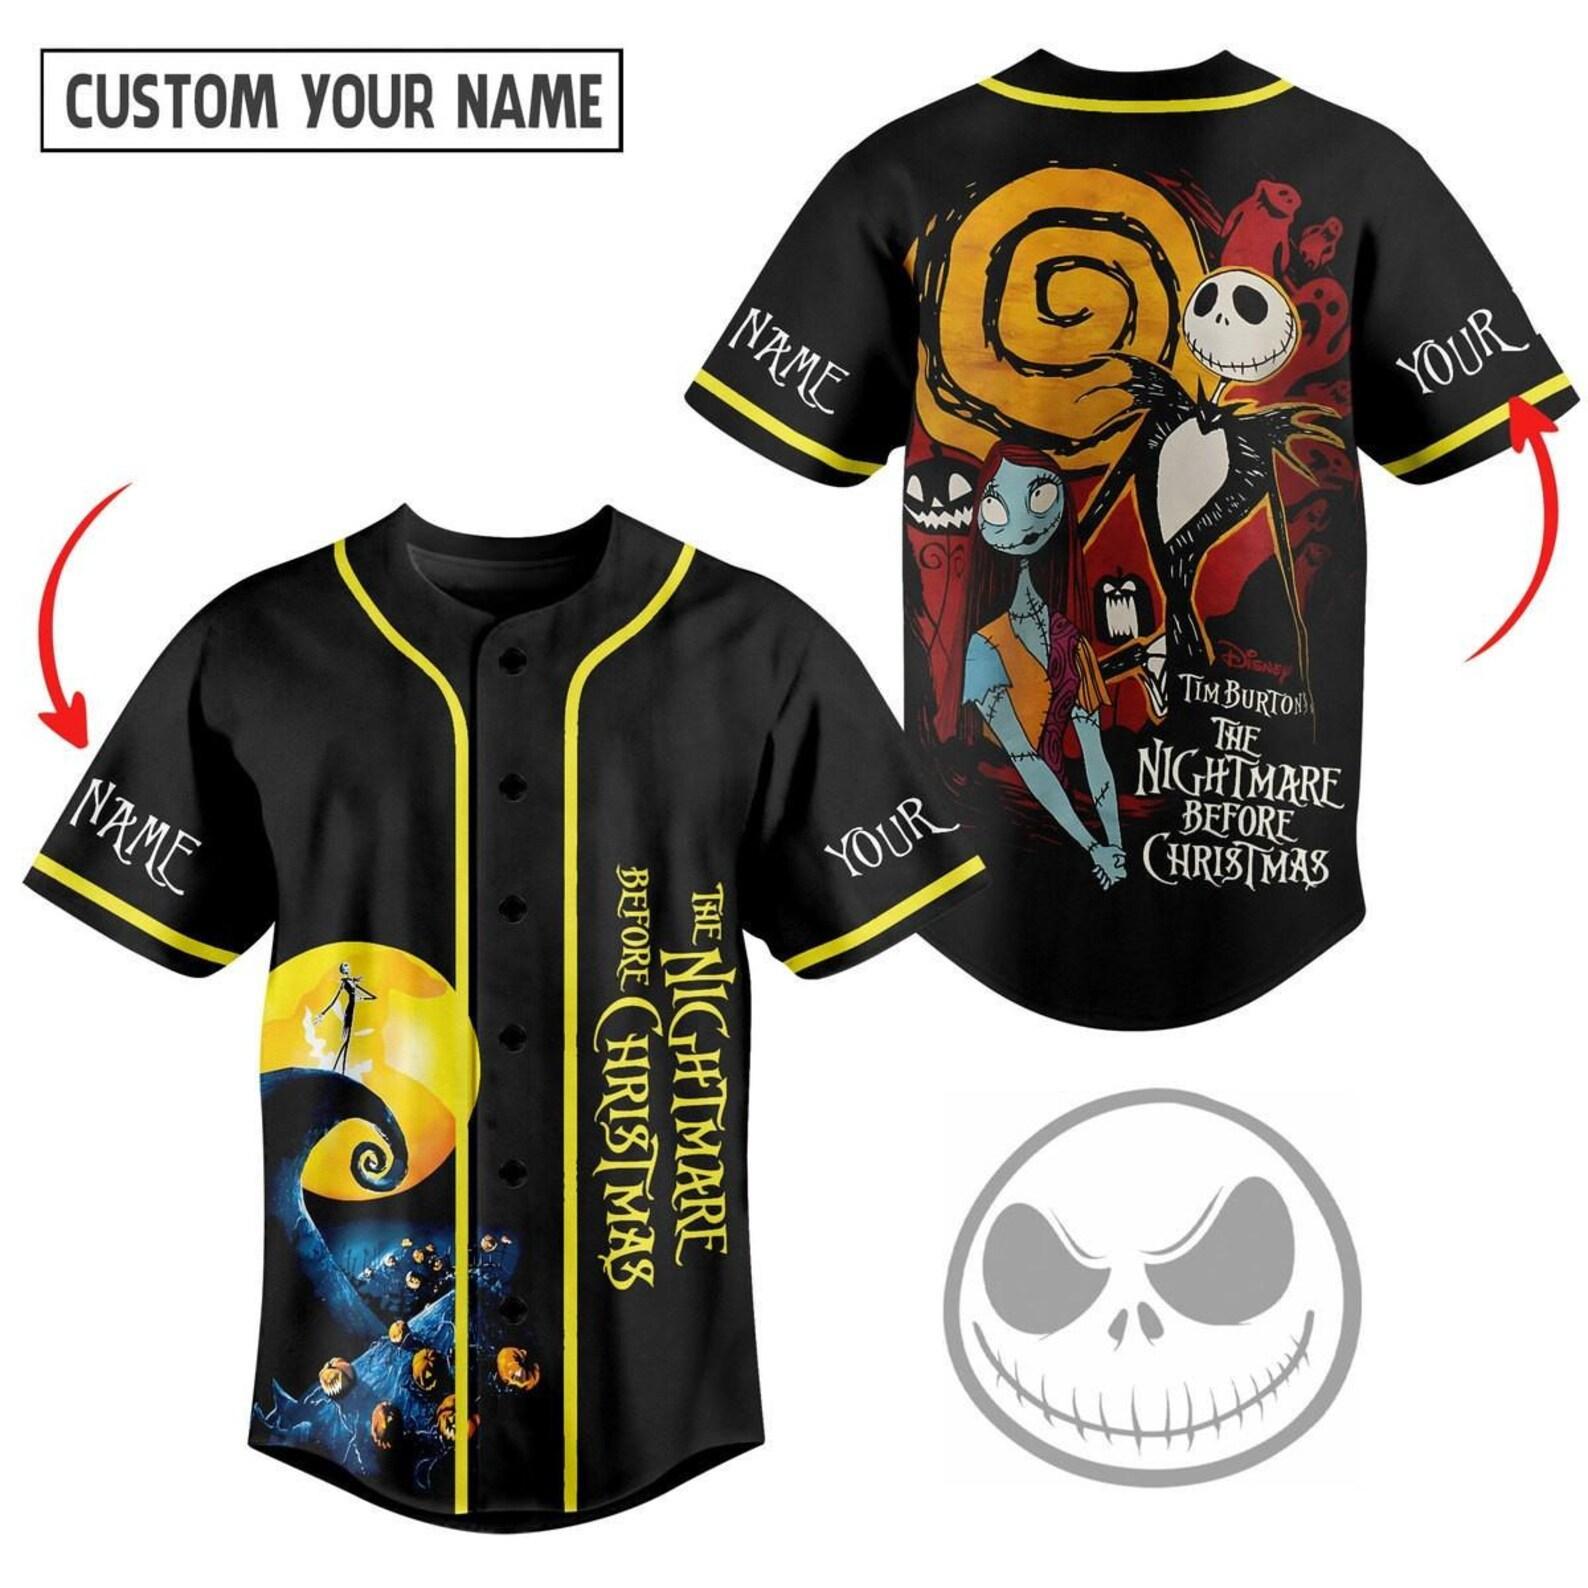 CUSTOM YOUR NAME
NAME
YOUR
Disney
TIM BURTON'S
THE
NIGHTMARE
BEFORE
CHRISTMAS
NAME
YOUR
THE NIGHTMARE
BEFORE CHRISTMAS